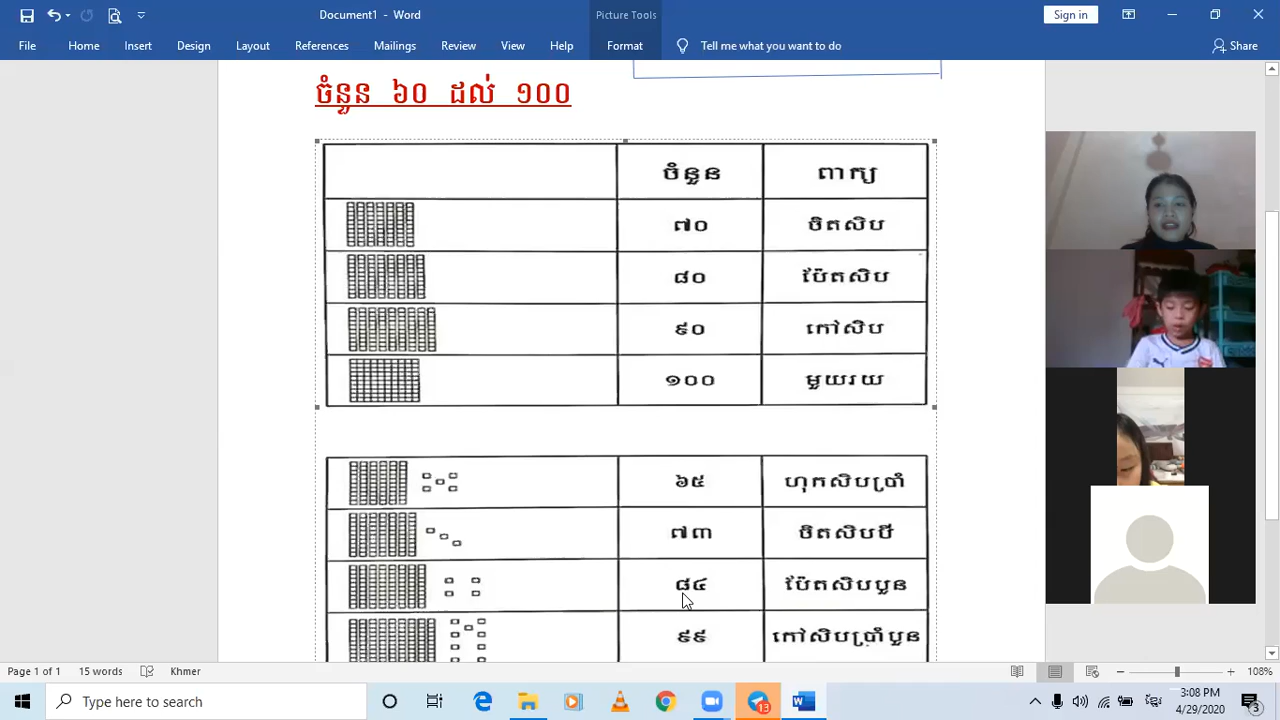 Document1 - Word
Picture Tools
Sign in
File Home Insert Design Layout References Mailings Review View Help Format Tell me what you want to do Share
ចំនួន ៦០ ដល់ ១០០
ចំនួន ពាក្យ
៧០ ចិតសិប
៨០ ប៉ែតសិប
៩០ កៅសិប
១០០ មួយរយ
៦៥ ហុកសិបប្រាំ
៧៣ ចិតសិបបី
៨៤ ប៉ែតសិបបួន
៩៩ កៅសិបប្រាំបួន
Page 1 of 1 15 words Khmer 108%
Type here to search
13
3:08 PM
4/29/2020
3